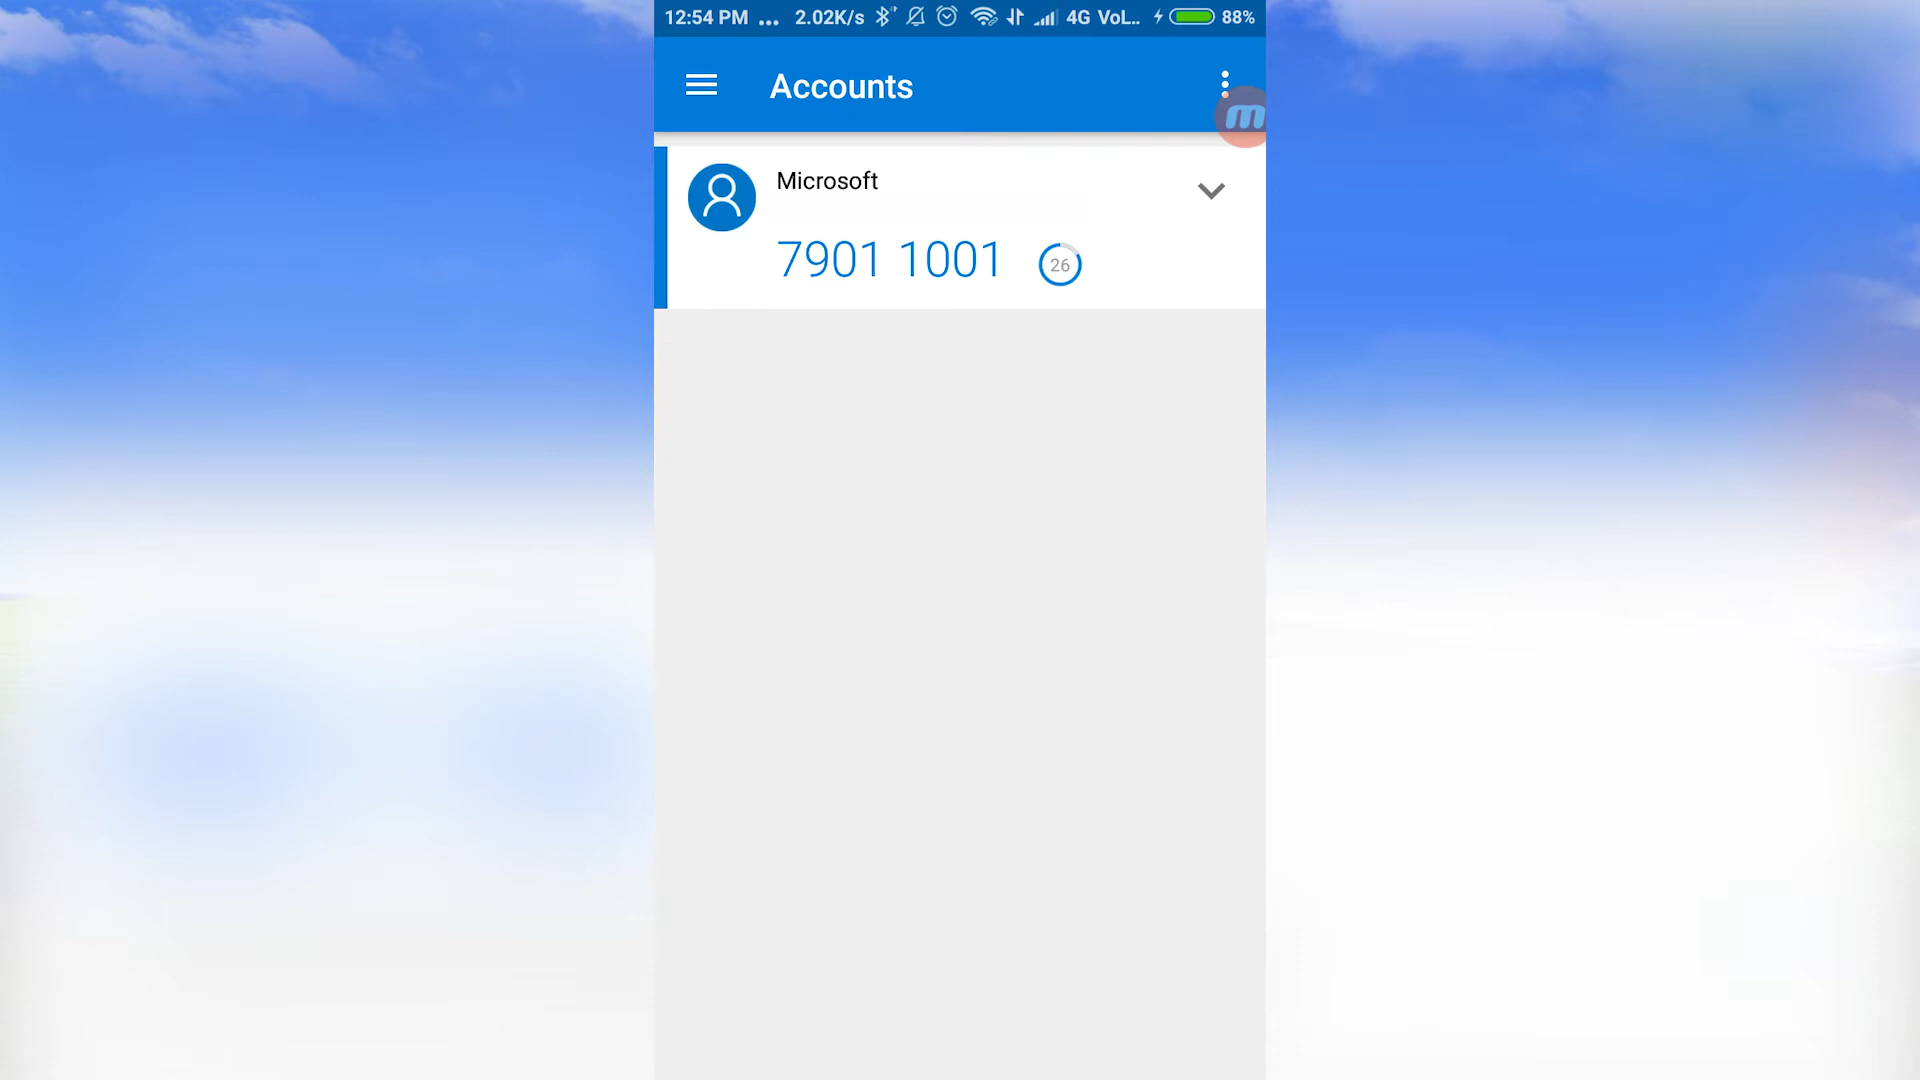 12:54 PM ... 2.02K/s 4G VoL... 88%
Accounts
m
Microsoft
7901 1001 26